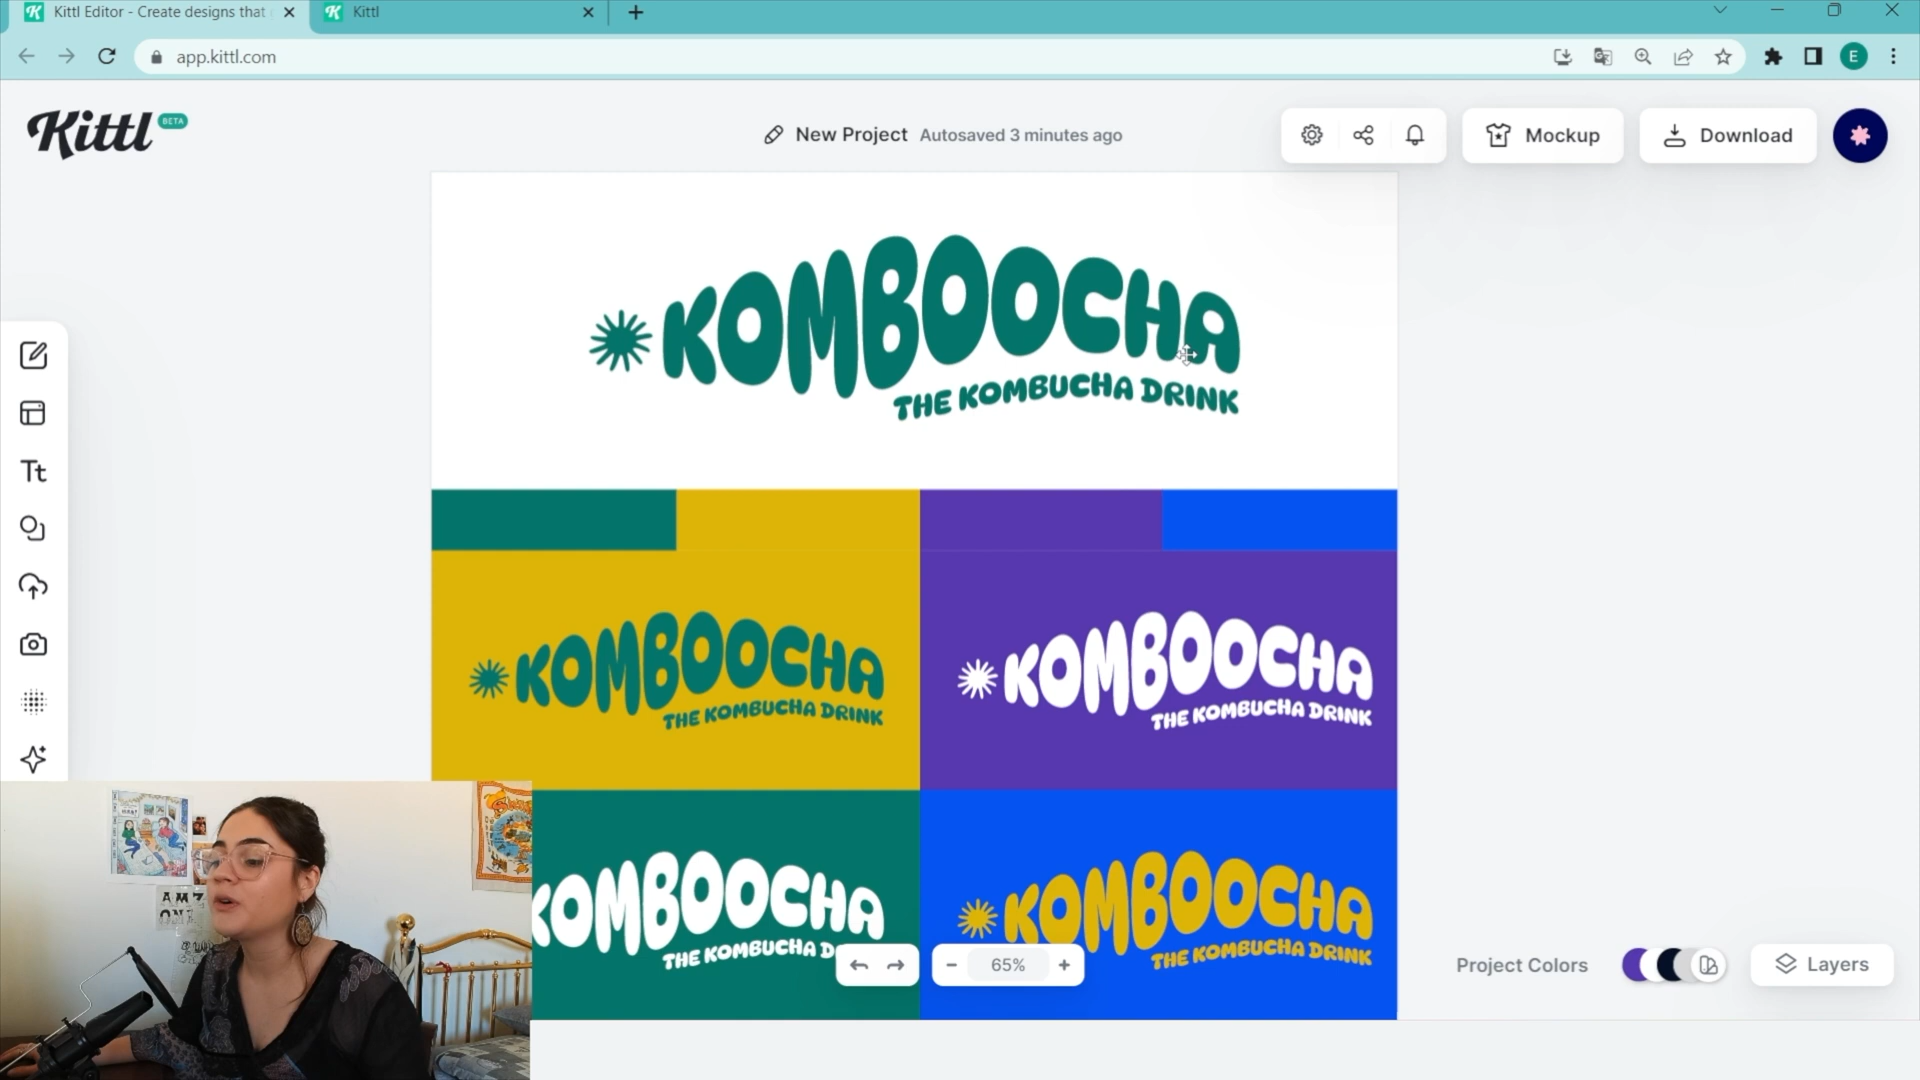 Kittl Editor - Create designs that
Kittl
app.kittl.com
E
Kittl BETA
New Project Autosaved 3 minutes ago
Mockup
Download
KOMBOOCHA
THE KOMBUCHA DRINK
Tt
KOMBOOCHA
THE KOMBUCHA DRINK
KOMBOOCHA
THE KOMBUCHA DRINK
KOMBOOCHA
THE KOMBUCHA D
KOMBOOCHA
THE KOMBUCHA DRINK
65%
Project Colors
Layers